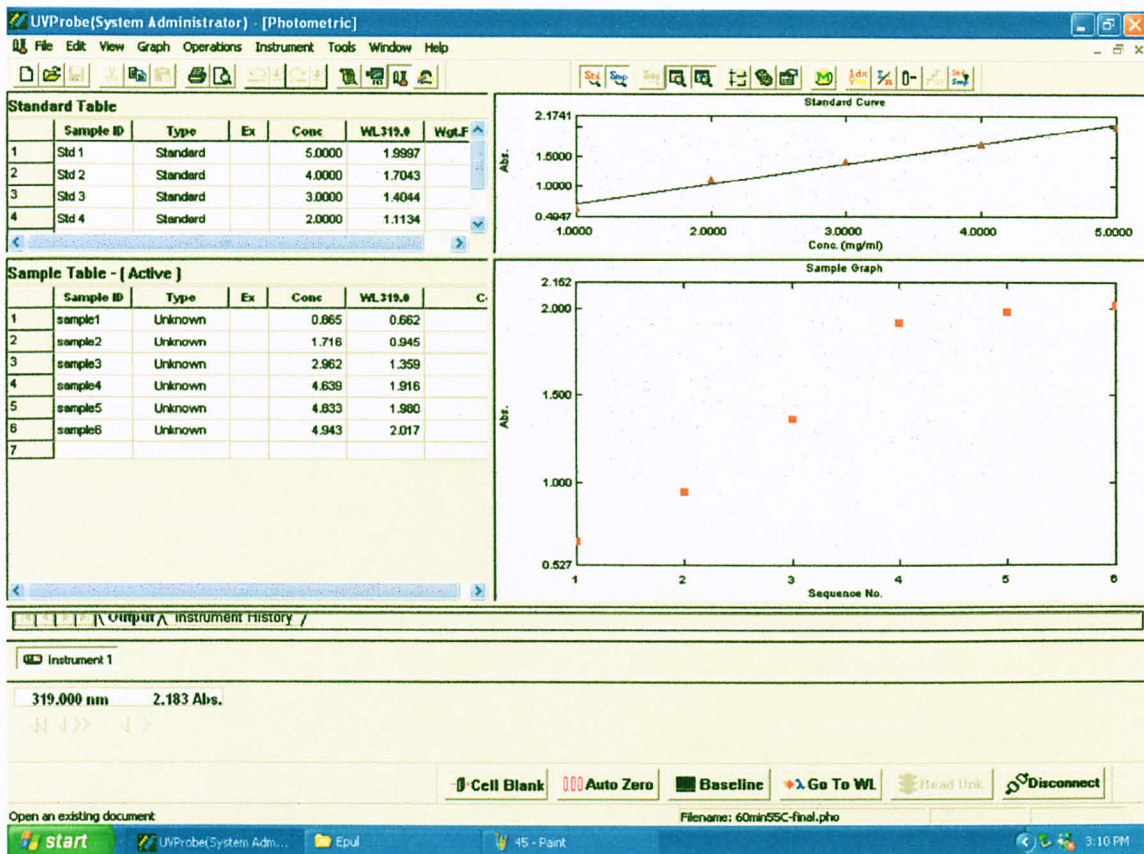 UVProbe(System Administrator) - [Photometric]
File Edit View Graph Operations Instrument Tools Window Help
Standard Table
Sample ID Type Ex Conc WL319.0 Wgt.F
1 Std 1 Standard 5.0000 1.9997
2 Std 2 Standard 4.0000 1.7043
3 Std 3 Standard 3.0000 1.4044
4 Std 4 Standard 2.0000 1.1134
Standard Curve
2.1741
1.5000
1.0000
0.4947
Abs.
1.0000 2.0000 3.0000 4.0000 5.0000
Conc. (mg/ml)
Sample Table - [ Active ]
Sample ID Type Ex Conc WL319.0
1 sample1 Unknown 0.865 0.662
2 sample2 Unknown 1.716 0.945
3 sample3 Unknown 2.962 1.359
4 sample4 Unknown 4.639 1.916
5 sample5 Unknown 4.833 1.980
6 sample6 Unknown 4.943 2.017
7
Sample Graph
2.152
2.000
1.500
1.000
0.527
Abs.
1 2 3 4 5 6
Sequence No.
Output Instrument History
Instrument 1
319.000 nm 2.183 Abs.
Cell Blank Auto Zero Baseline Go To WL Read Unk. Disconnect
Open an existing document
Filename: 60min55C-final.pho
start UVProbe(System Adm... Epul 45 - Paint 3:10 PM